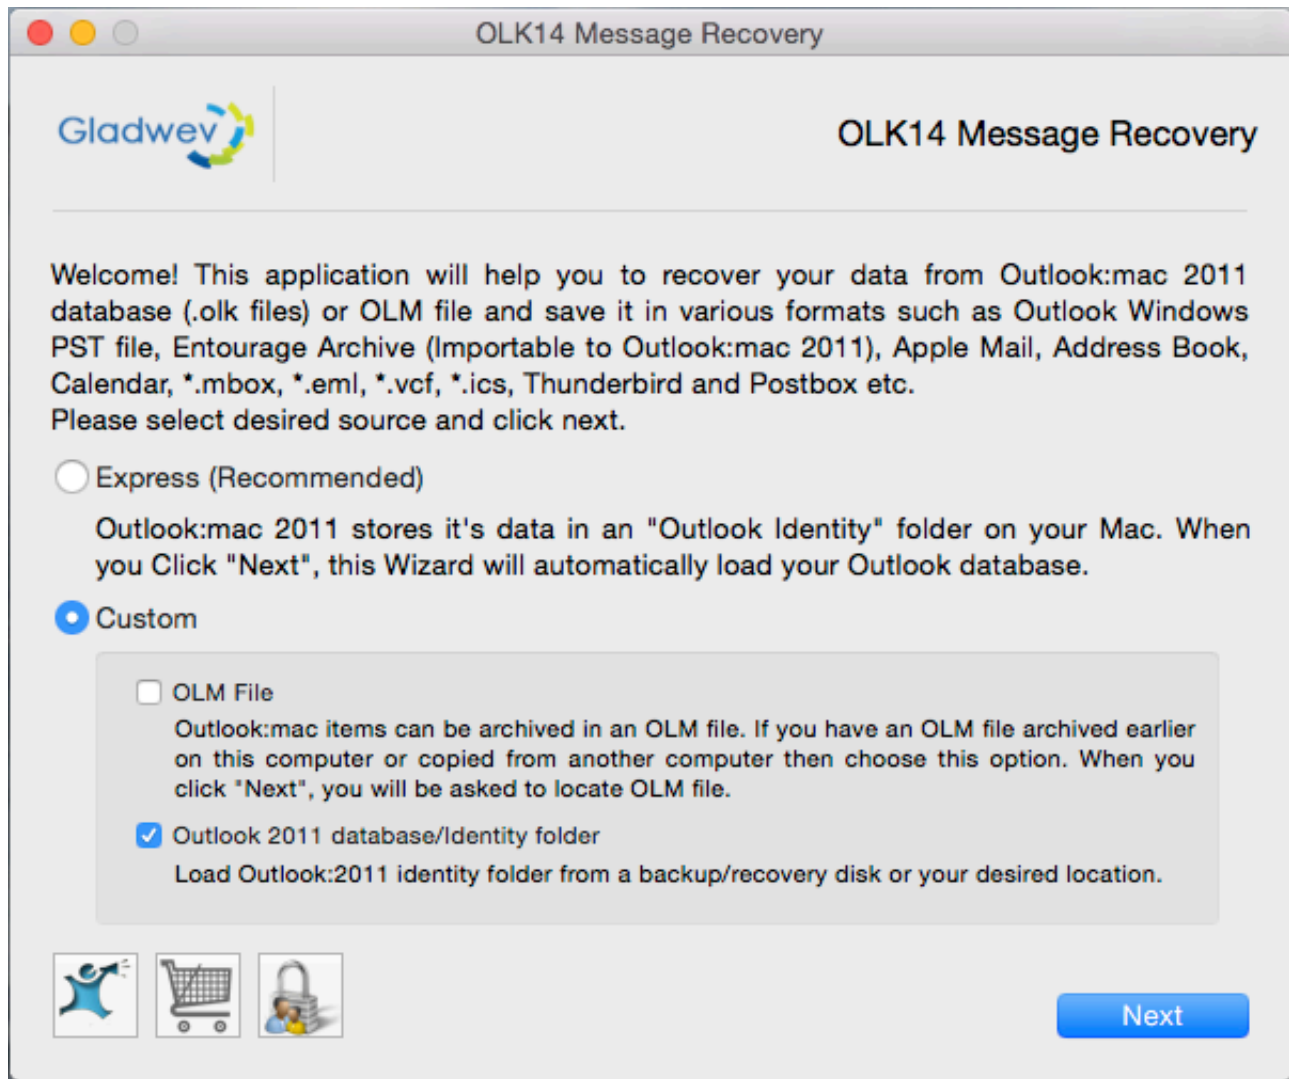 OLK14 Message Recovery
Gladwev
OLK14 Message Recovery
Welcome! This application will help you to recover your data from Outlook:mac 2011
database (.olk files) or OLM file and save it in various formats such as Outlook Windows
PST file, Entourage Archive (Importable to Outlook:mac 2011), Apple Mail, Address Book,
Calendar, *.mbox, *.eml, *.vcf, *.ics, Thunderbird and Postbox etc.
Please select desired source and click next.
Express (Recommended)
Outlook:mac 2011 stores it's data in an "Outlook Identity" folder on your Mac. When
you Click "Next", this Wizard will automatically load your Outlook database.
Custom
OLM File
Outlook:mac items can be archived in an OLM file. If you have an OLM file archived earlier
on this computer or copied from another computer then choose this option. When you
click "Next", you will be asked to locate OLM file.
Outlook 2011 database/Identity folder
Load Outlook:2011 identity folder from a backup/recovery disk or your desired location.
Next